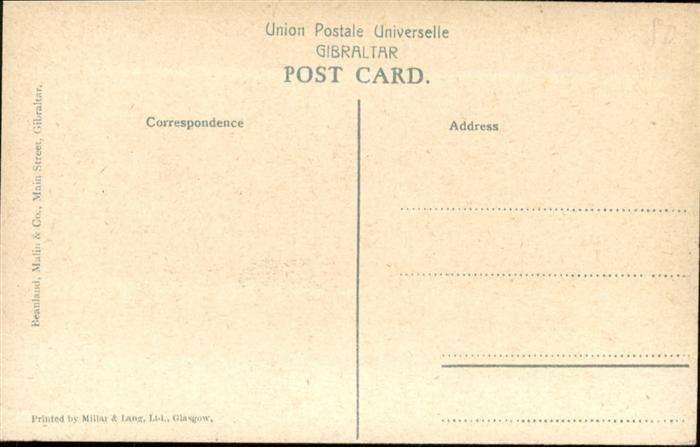 Union Postale Universelle
GIBRALTAR
POST CARD.
Correspondence
Address
Beanland, Malin & Co., Main Street, Gibraltar.
Printed by Millar & Lang, Ltd., Glasgow,